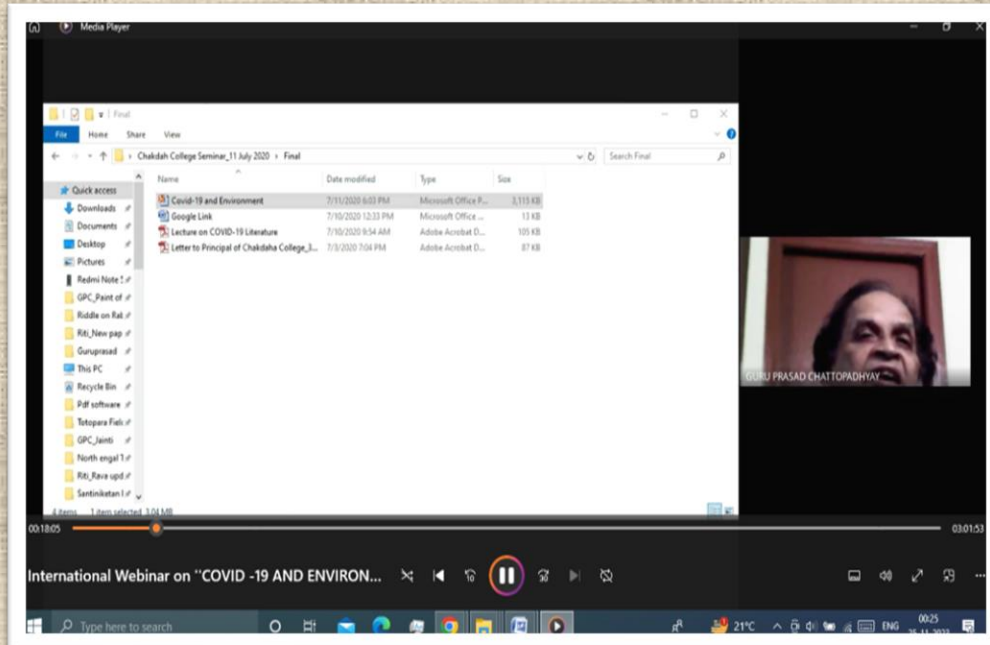 Media Player
Final
File Home Share View
Chakdah College Seminar_11 July 2020 › Final
Search Final
Name Date modified Type Size
Quick access
Downloads
Documents
Desktop
Pictures
Redmi Note
GPC_Paint of
Riddle on Ral
Riti_New pap
Guruprasad
This PC
Recycle Bin
Pdf software
Totopara Fiel
GPC_Jainti
North engal
Riti_Rava upd
Santiniketan
Covid-19 and Environment 7/11/2020 6:03 PM Microsoft Office P... 3,113 KB
Google Link 7/10/2020 12:33 PM Microsoft Office ... 13 KB
Lecture on COVID-19 Literature 7/10/2020 9:54 AM Adobe Acrobat D... 105 KB
Letter to Principal of Chakdaha College_3... 7/3/2020 7:04 PM Adobe Acrobat D... 87 KB
GURU PRASAD CHATTOPADHYAY
4 items 1 item selected 3.04 MB
00:18:05 03:01:53
International Webinar on “COVID -19 AND ENVIRON...
10 30
Type here to search
21°C ENG 00:25
25-11-2023